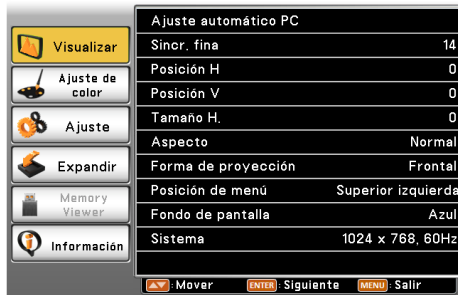 Visualizar
Ajuste de
color
Ajuste
Expandir
Memory
Viewer
Información
Ajuste automático PC
Sincr. fina 14
Posición H 0
Posición V 0
Tamaño H. 0
Aspecto Normal
Forma de proyección Frontal
Posición de menú Superior izquierda
Fondo de pantalla Azul
Sistema 1024 x 768, 60Hz
:Mover ENTER :Siguiente MENU :Salir